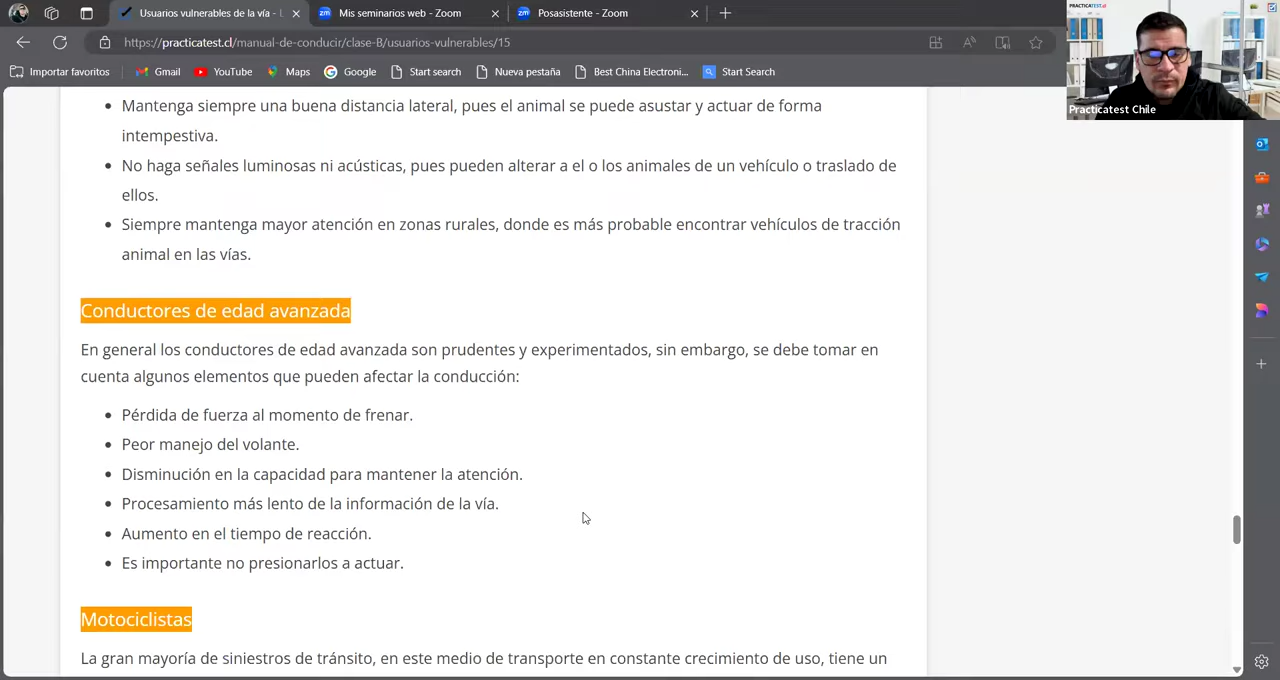 Usuarios vulnerables de la vía - L
Mis seminarios web - Zoom
Posasistente - Zoom
https://practicatest.cl/manual-de-conducir/clase-B/usuarios-vulnerables/15
Importar favoritos
Gmail
YouTube
Maps
Google
Start search
Nueva pestaña
Best China Electroni...
Start Search
PRACTICATEST.cl
Practicatest Chile
Mantenga siempre una buena distancia lateral, pues el animal se puede asustar y actuar de forma
intempestiva.
No haga señales luminosas ni acústicas, pues pueden alterar a el o los animales de un vehículo o traslado de
ellos.
Siempre mantenga mayor atención en zonas rurales, donde es más probable encontrar vehículos de tracción
animal en las vías.
Conductores de edad avanzada
En general los conductores de edad avanzada son prudentes y experimentados, sin embargo, se debe tomar en
cuenta algunos elementos que pueden afectar la conducción:
Pérdida de fuerza al momento de frenar.
Peor manejo del volante.
Disminución en la capacidad para mantener la atención.
Procesamiento más lento de la información de la vía.
Aumento en el tiempo de reacción.
Es importante no presionarlos a actuar.
Motociclistas
La gran mayoría de siniestros de tránsito, en este medio de transporte en constante crecimiento de uso, tiene un